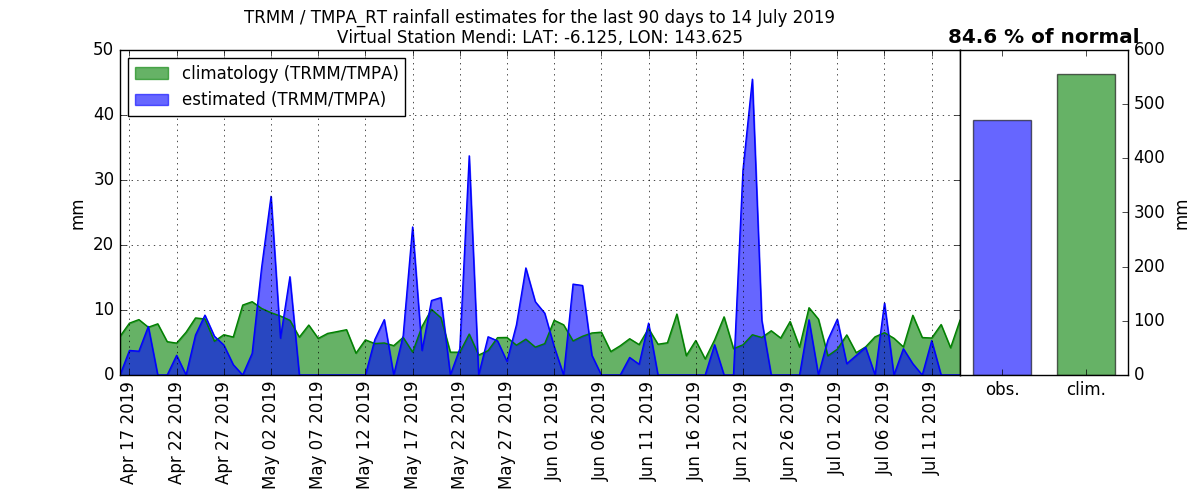 TRMM / TMPA_RT rainfall estimates for the last 90 days to 14 July 2019
Virtual Station Mendi: LAT: -6.125, LON: 143.625
84.6 % of normal
climatology (TRMM/TMPA)
estimated (TRMM/TMPA)
50
40
30
20
10
0
mm
Apr 17 2019
Apr 22 2019
Apr 27 2019
May 02 2019
May 07 2019
May 12 2019
May 17 2019
May 22 2019
May 27 2019
Jun 01 2019
Jun 06 2019
Jun 11 2019
Jun 16 2019
Jun 21 2019
Jun 26 2019
Jul 01 2019
Jul 06 2019
Jul 11 2019
obs.
clim.
600
500
400
300
200
100
0
mm